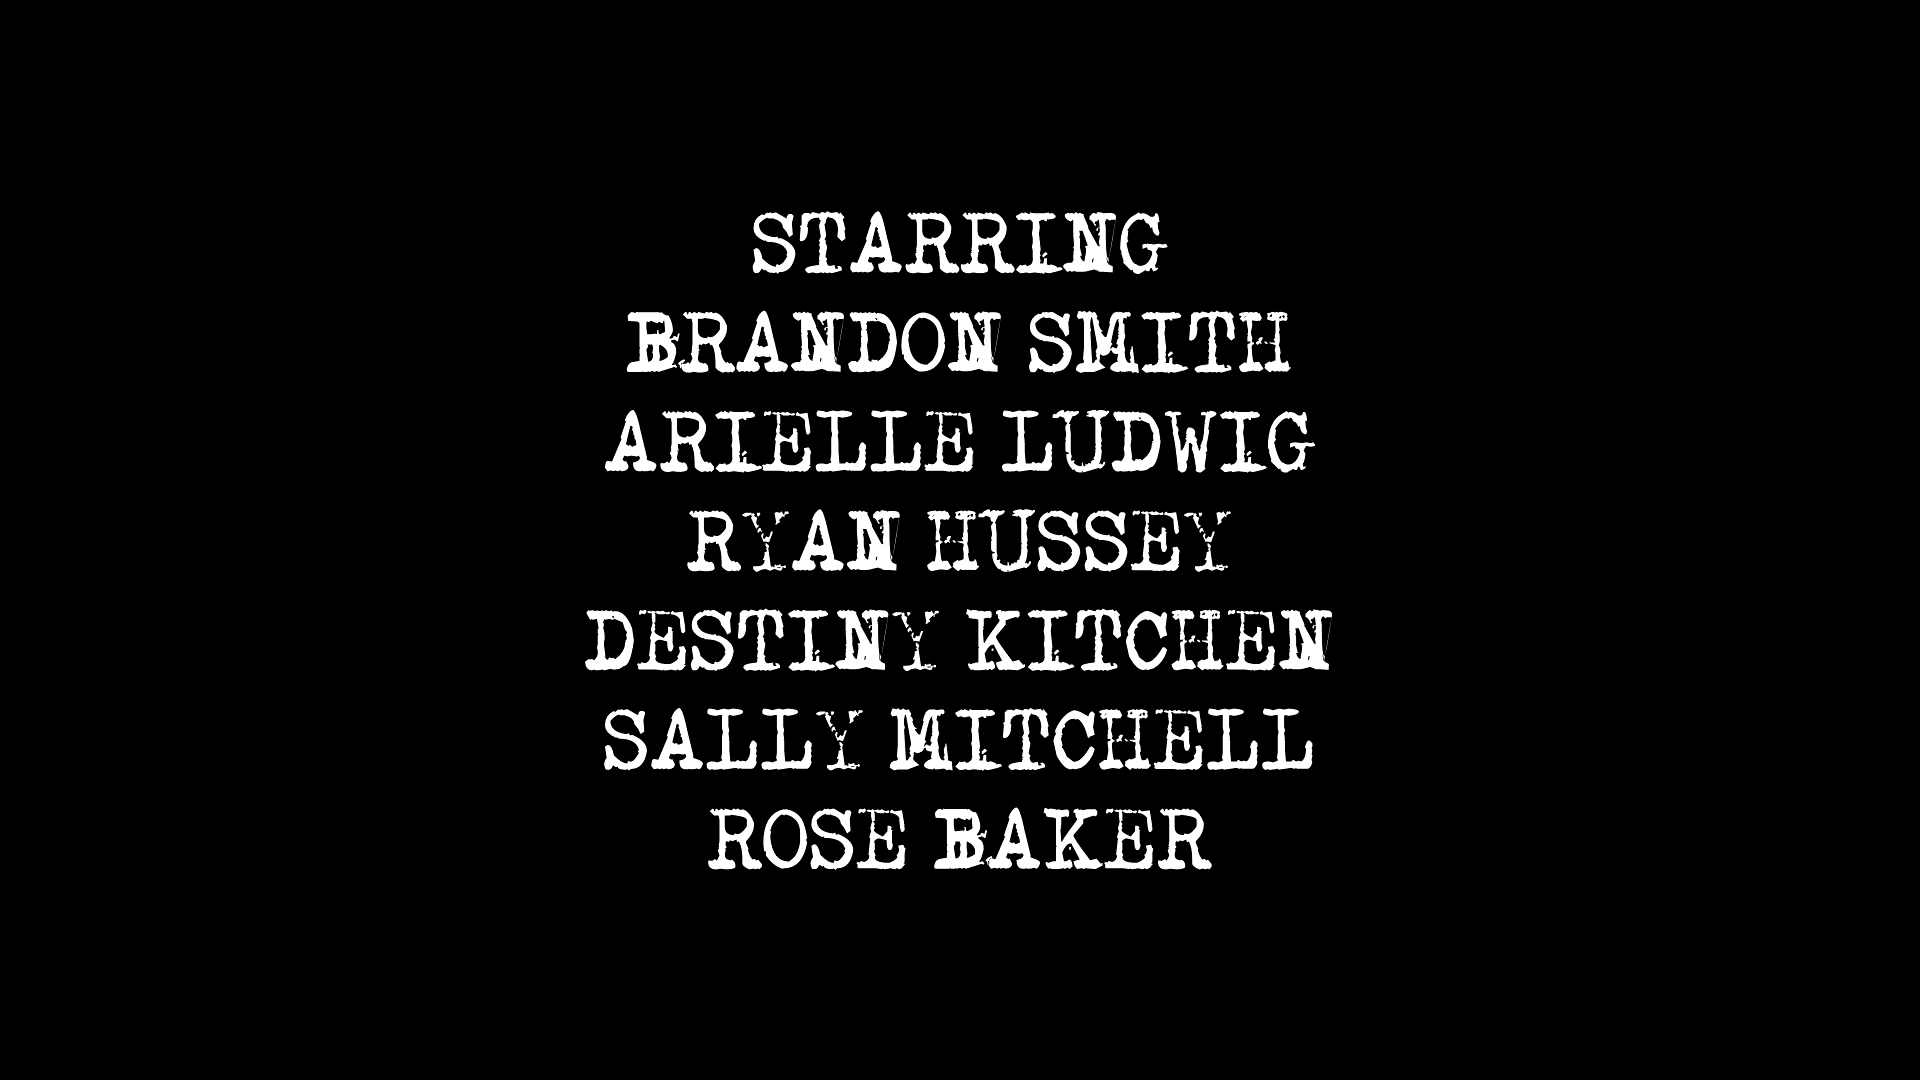 STARRING
BRANDON SMITH
ARIELLE LUDWIG
RYAN HUSSEY
DESTINY KITCHEN
SALLY MITCHELL
ROSE BAKER